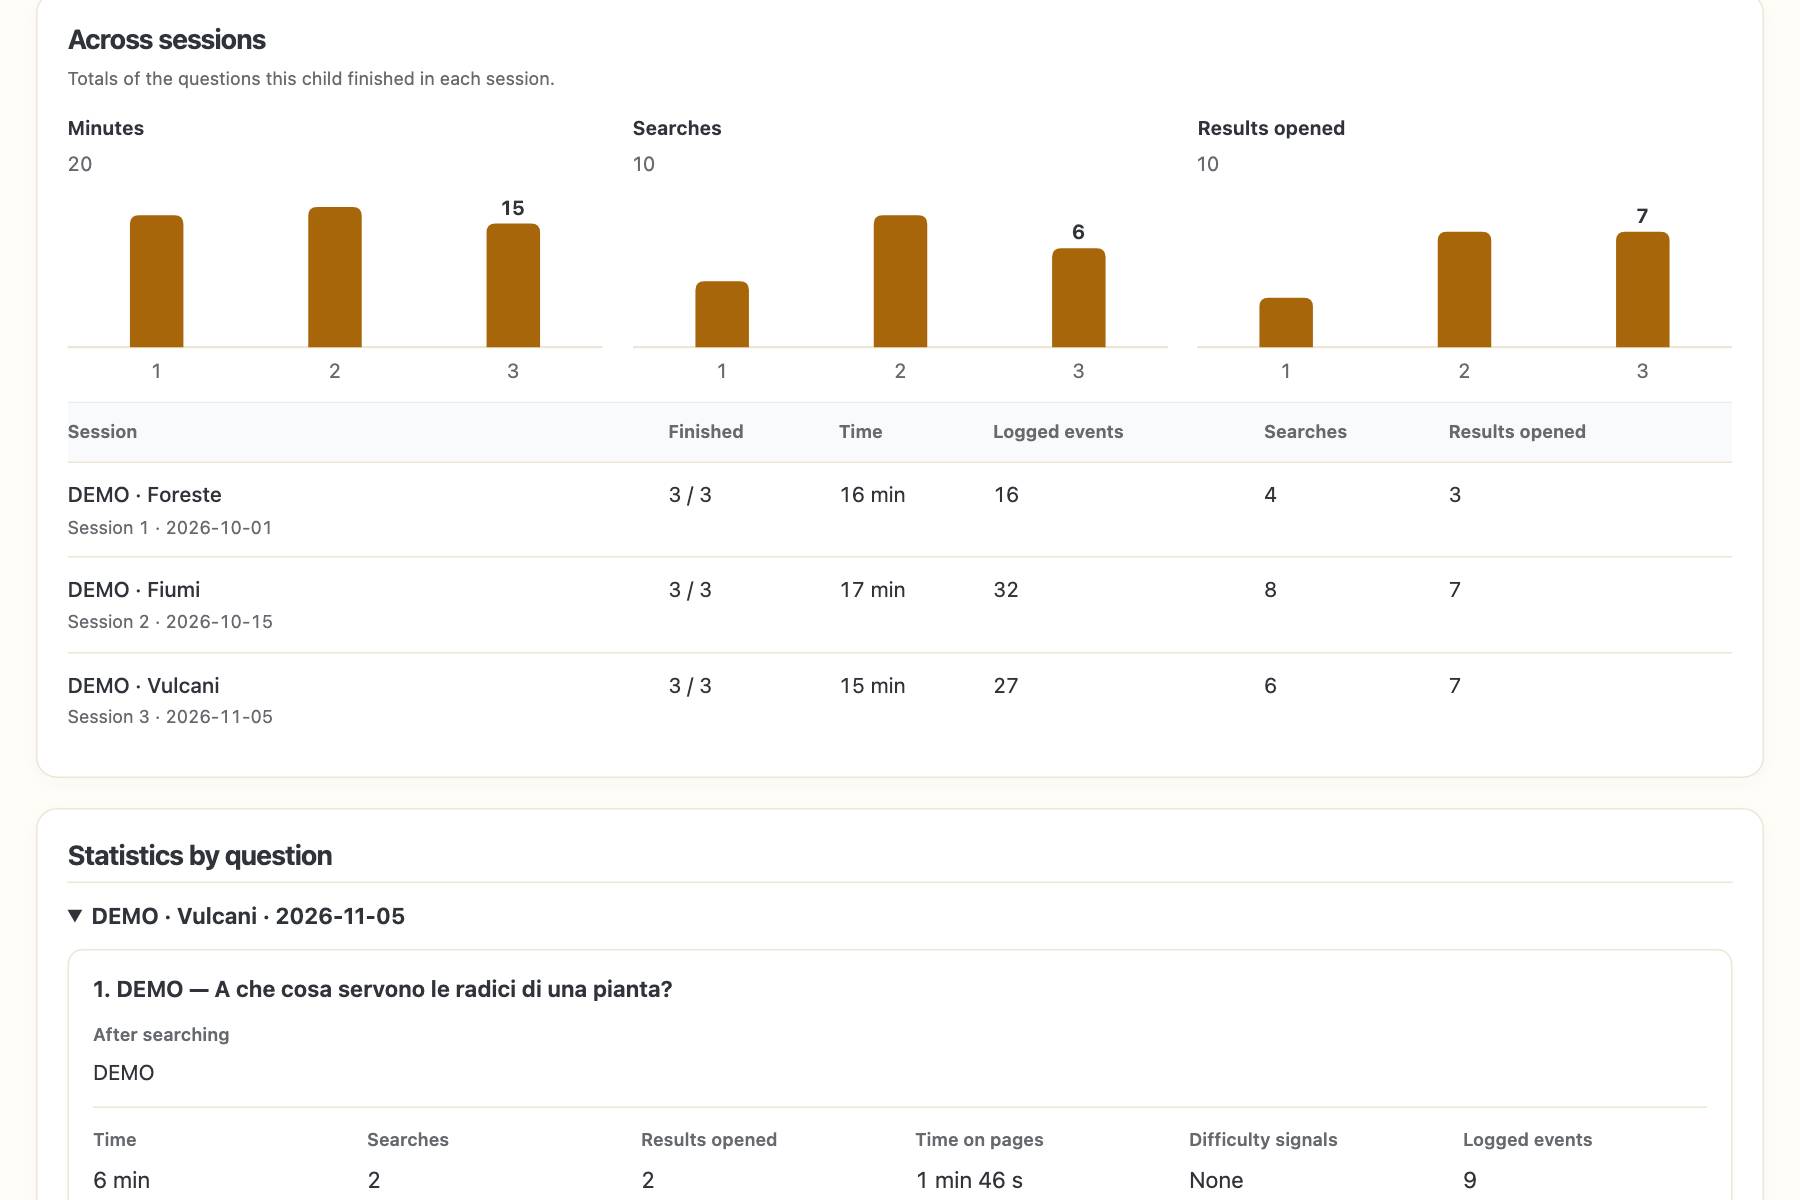 Across sessions
Totals of the questions this child finished in each session.
Minutes
20
15
1 2 3
Searches
10
6
1 2 3
Results opened
10
7
1 2 3
Session Finished Time Logged events Searches Results opened
DEMO · Foreste 3 / 3 16 min 16 4 3
Session 1 · 2026-10-01
DEMO · Fiumi 3 / 3 17 min 32 8 7
Session 2 · 2026-10-15
DEMO · Vulcani 3 / 3 15 min 27 6 7
Session 3 · 2026-11-05
Statistics by question
▼ DEMO · Vulcani · 2026-11-05
1. DEMO — A che cosa servono le radici di una pianta?
After searching
DEMO
Time Searches Results opened Time on pages Difficulty signals Logged events
6 min 2 2 1 min 46 s None 9